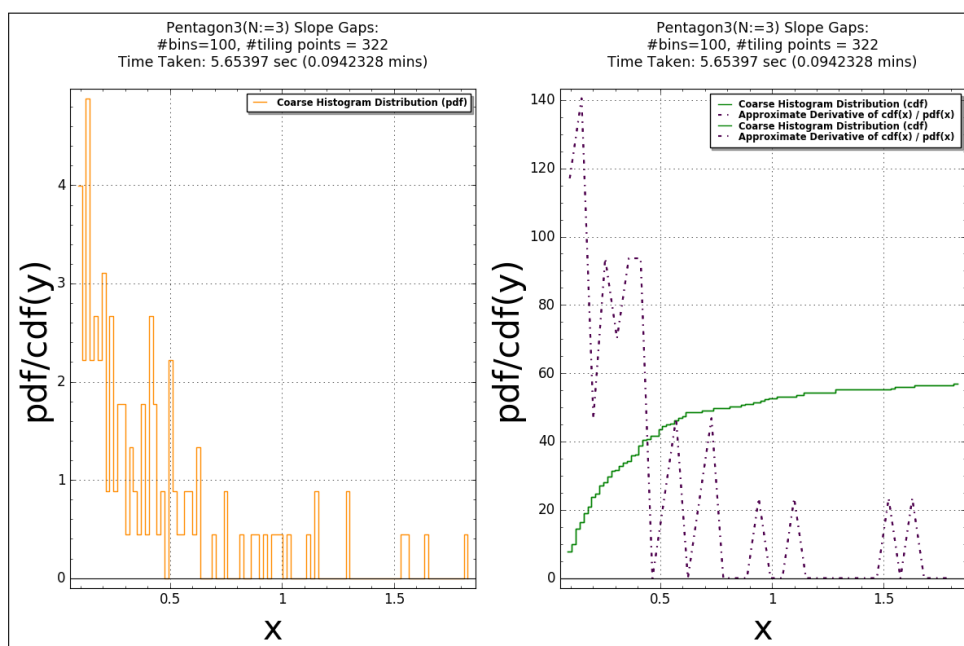 Pentagon3(N:=3) Slope Gaps:
#bins=100, #tiling points = 322
Time Taken: 5.65397 sec (0.0942328 mins)
Coarse Histogram Distribution (pdf)
pdf/cdf(y)
4
3
2
1
0
0.5
1
1.5
x
Pentagon3(N:=3) Slope Gaps:
#bins=100, #tiling points = 322
Time Taken: 5.65397 sec (0.0942328 mins)
Coarse Histogram Distribution (cdf)
Approximate Derivative of cdf(x) / pdf(x)
Coarse Histogram Distribution (cdf)
Approximate Derivative of cdf(x) / pdf(x)
pdf/cdf(y)
140
120
100
80
60
40
20
0
0.5
1
1.5
x